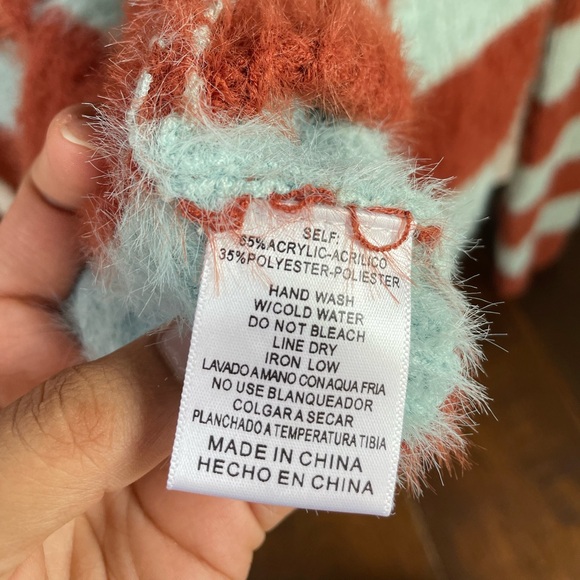 SELF:
65%ACRYLIC-ACRILICO
35%POLYESTER-POLIESTER
HAND WASH
W/COLD WATER
DO NOT BLEACH
LINE DRY
IRON LOW
LAVADO A MANO CON AQUA FRIA
NO USE BLANQUEADOR
COLGAR A SECAR
PLANCHADO A TEMPERATURA TIBIA
MADE IN CHINA
HECHO EN CHINA